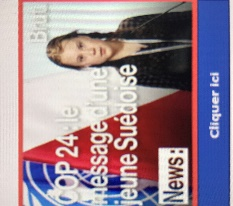 Brut
COP 24 : le
message d'une
jeune Suédoise
News:
Cliquer ici